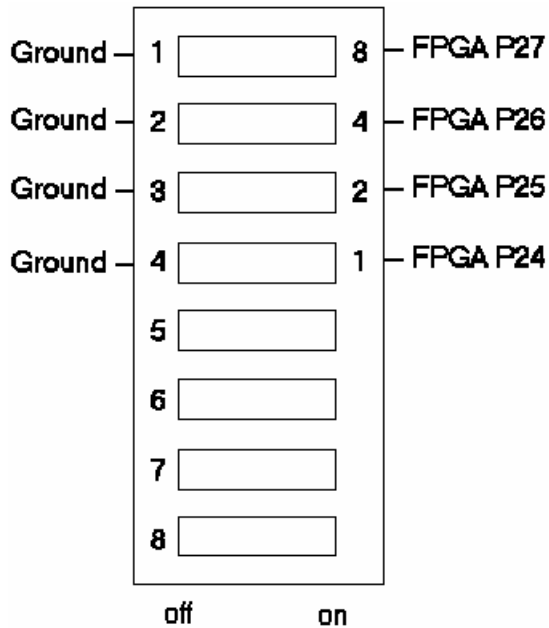 Ground 1 8 FPGA P27
Ground 2 4 FPGA P26
Ground 3 2 FPGA P25
Ground 4 1 FPGA P24
5
6
7
8
off on